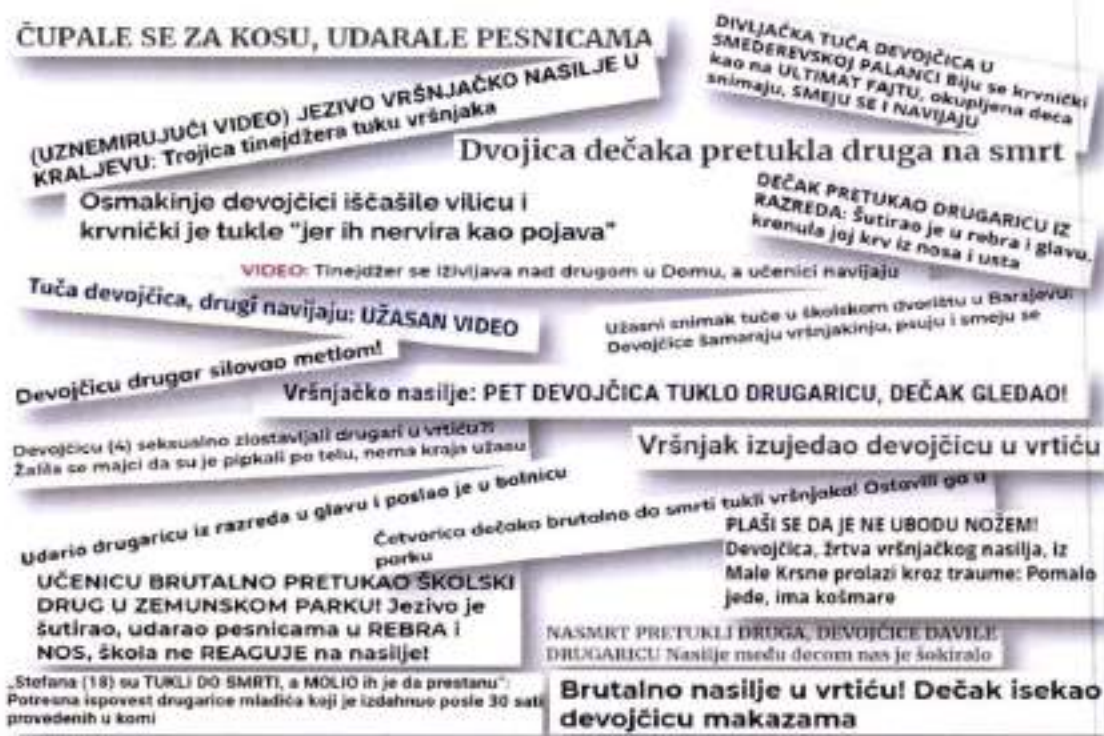 ČUPALE SE ZA KOSU, UDARALE PESNICAMA
DIVLJAČKA TUČA DEVOJČICA U
SMEDEREVSKOJ PALANCI Biju se krvnički
kao na ULTIMAT FAJTU, okupljena deca
snimaju, SMEJU SE I NAVIJAJU
(UZNEMIRUJUĆI VIDEO) JEZIVO VRŠNJAČKO NASILJE U
KRALJEVU: Trojica tinejdžera tuku vršnjaka
Dvojica dečaka pretukla druga na smrt
Osmakinje devojčici iščašile vilicu i
krvnički je tukle "jer ih nervira kao pojava"
DEČAK PRETUKAO DRUGARICU IZ
RAZREDA: Šutirao je u rebra i glavu,
krenula joj krv iz nosa i usta
VIDEO: Tinejdžer se iživljava nad drugom u Domu, a učenici navijaju
Tuča devojčica, drugi navijaju: UŽASAN VIDEO
Užasni snimak tuče u školskom dvorištu u Barajevu:
Devojčice šamaraju vršnjakinju, psuju i smeju se
Devojčicu drugar silovao metlom!
Vršnjačko nasilje: PET DEVOJČICA TUKLO DRUGARICU, DEČAK GLEDAO!
Devojčicu (4) seksualno zlostavljali drugari u vrtiću?!
Žalila se majci da su je pipkali po telu, nema kraja užasu
Vršnjak izujedao devojčicu u vrtiću
Udario drugaricu iz razreda u glavu i poslao je u bolnicu
Četvorica dečaka brutalno do smrti tukli vršnjaka! Ostavili ga u
parku
PLAŠI SE DA JE NE UBODU NOŽEM!
Devojčica, žrtva vršnjačkog nasilja, iz
Male Krsne prolazi kroz traume: Pomalo
jede, ima košmare
UČENICU BRUTALNO PRETUKAO ŠKOLSKI
DRUG U ZEMUNSKOM PARKU! Jezivo je
šutirao, udarao pesnicama u REBRA i
NOS, škola ne REAGUJE na nasilje!
NASMRT PRETUKLI DRUGA, DEVOJČICE DAVILE
DRUGARICU Nasilje među decom nas je šokiralo
„Stefana (18) su TUKLI DO SMRTI, a MOLIO ih je da prestanu":
Potresna ispovest drugarice mladića koji je izdahnuo posle 30 sati
provedenih u komi
Brutalno nasilje u vrtiću! Dečak isekao
devojčicu makazama